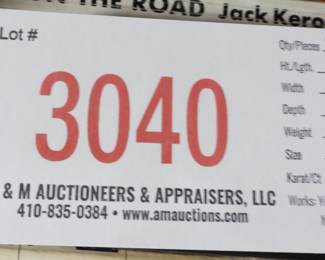 THE ROAD Jack Kero
Lot #
3040
Qty/Pieces
Ht./Lgth.
Width
Depth
Weight
Size
Karat/Ct
Works: Y
& M AUCTIONEERS & APPRAISERS, LLC
410-835-0384 • www.amauctions.com